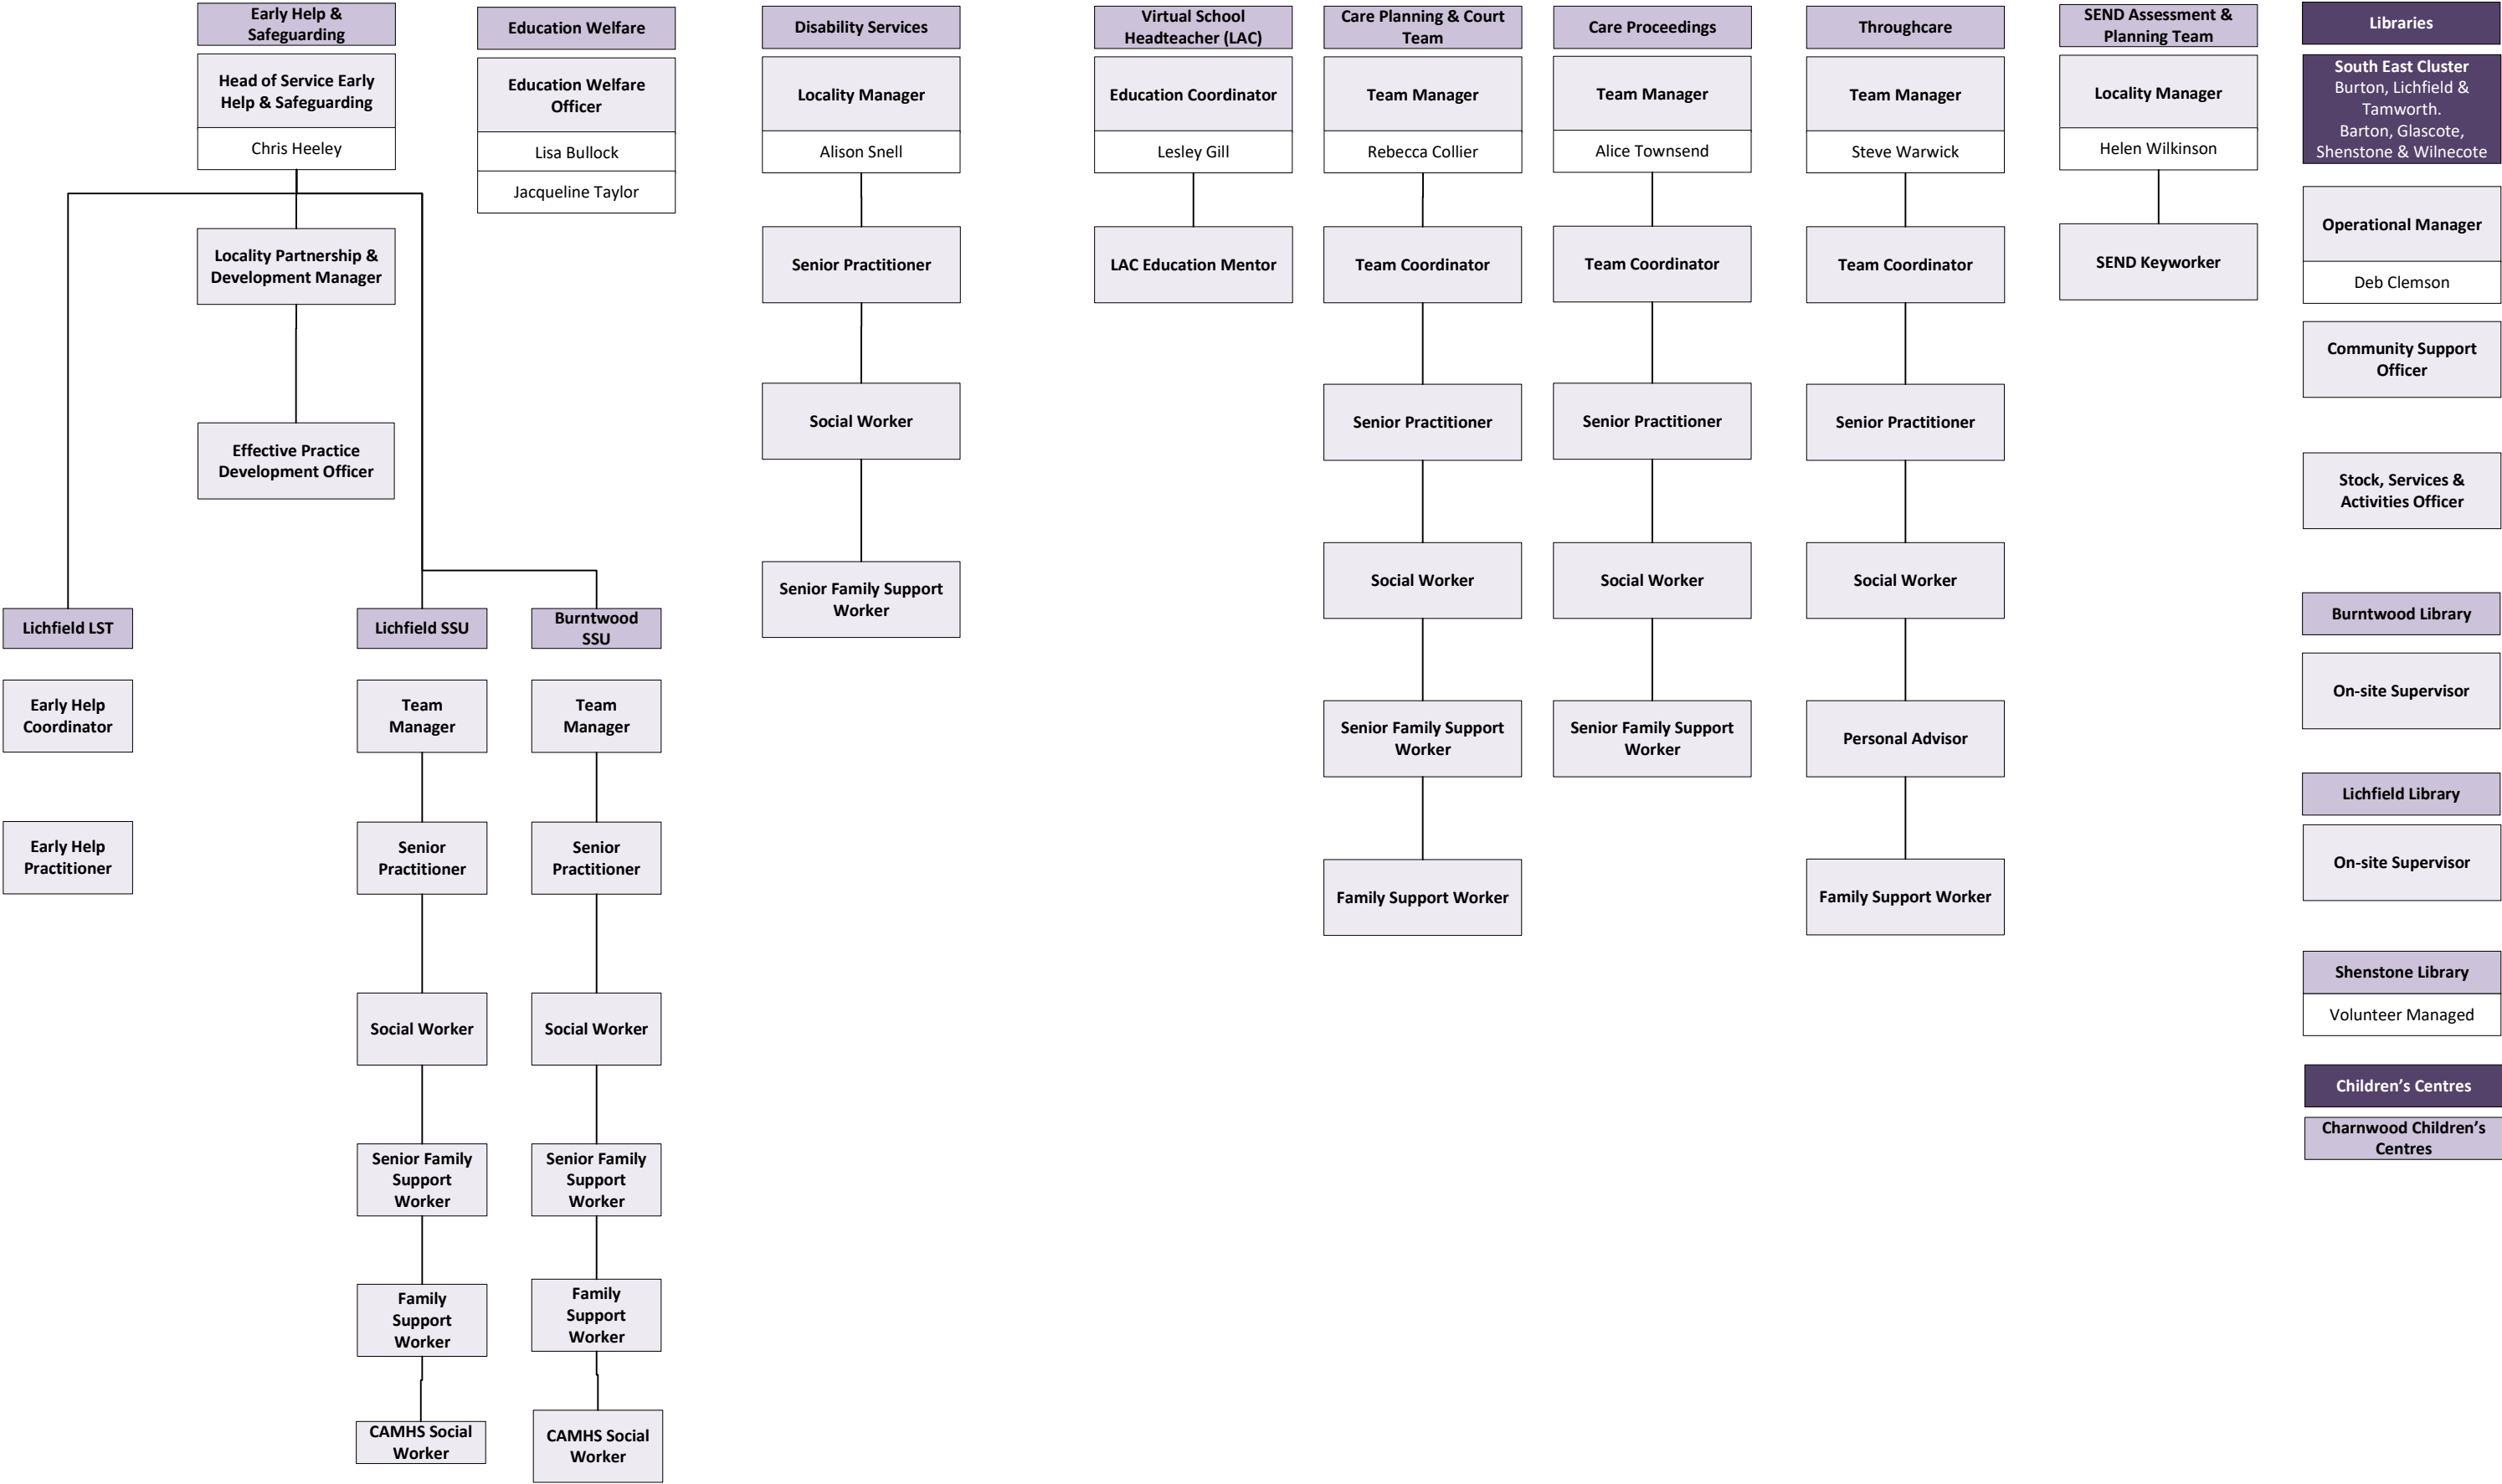 Early Help &
Safeguarding
Head of Service Early
Help & Safeguarding
Chris Heeley
Locality Partnership &
Development Manager
Effective Practice
Development Officer
Lichfield LST
Early Help
Coordinator
Early Help
Practitioner
Lichfield SSU
Team
Manager
Senior
Practitioner
Social Worker
Senior Family
Support
Worker
Family
Support
Worker
CAMHS Social
Worker
Burntwood
SSU
Team
Manager
Senior
Practitioner
Social Worker
Senior Family
Support
Worker
Family
Support
Worker
CAMHS Social
Worker
Education Welfare
Education Welfare
Officer
Lisa Bullock
Jacqueline Taylor
Disability Services
Locality Manager
Alison Snell
Senior Practitioner
Social Worker
Senior Family Support
Worker
Virtual School
Headteacher (LAC)
Education Coordinator
Lesley Gill
LAC Education Mentor
Care Planning & Court
Team
Team Manager
Rebecca Collier
Team Coordinator
Senior Practitioner
Social Worker
Senior Family Support
Worker
Family Support Worker
Care Proceedings
Team Manager
Alice Townsend
Team Coordinator
Senior Practitioner
Social Worker
Senior Family Support
Worker
Throughcare
Team Manager
Steve Warwick
Team Coordinator
Senior Practitioner
Social Worker
Personal Advisor
Family Support Worker
SEND Assessment &
Planning Team
Locality Manager
Helen Wilkinson
SEND Keyworker
Libraries
South East Cluster
Burton, Lichfield &
Tamworth.
Barton, Glascote,
Shenstone & Wilnecote
Operational Manager
Deb Clemson
Community Support
Officer
Stock, Services &
Activities Officer
Burntwood Library
On-site Supervisor
Lichfield Library
On-site Supervisor
Shenstone Library
Volunteer Managed
Children’s Centres
Charnwood Children’s
Centres